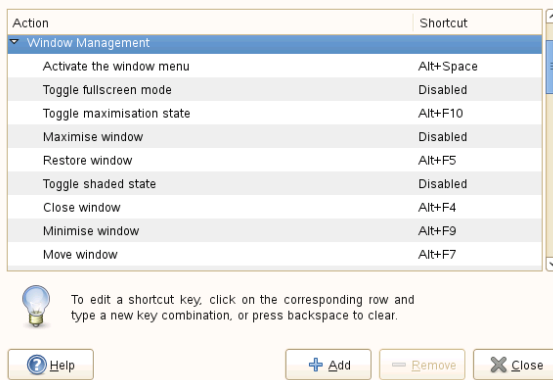 Action Shortcut
Window Management
Activate the window menu Alt+Space
Toggle fullscreen mode Disabled
Toggle maximisation state Alt+F10
Maximise window Disabled
Restore window Alt+F5
Toggle shaded state Disabled
Close window Alt+F4
Minimise window Alt+F9
Move window Alt+F7
To edit a shortcut key, click on the corresponding row and
type a new key combination, or press backspace to clear.
Help Add Remove Close